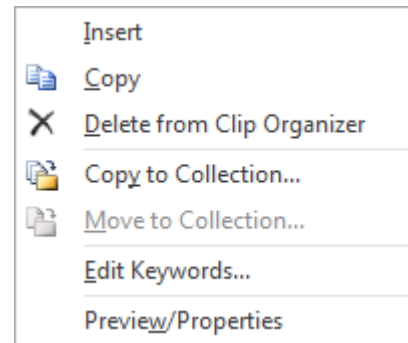 Insert
Copy
Delete from Clip Organizer
Copy to Collection...
Move to Collection...
Edit Keywords...
Preview/Properties